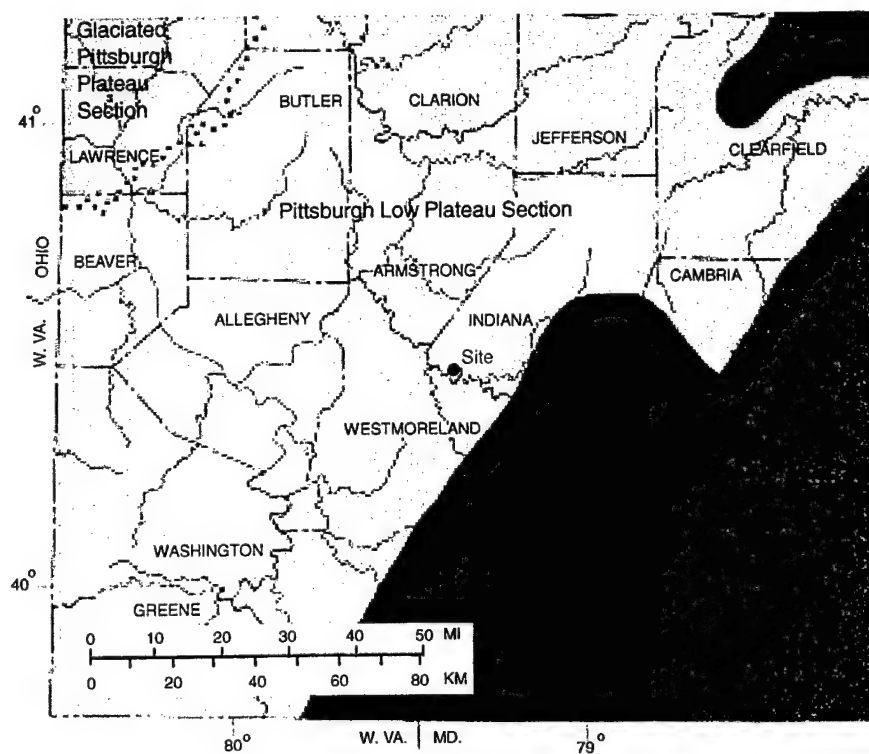 Glaciated
Pittsburgh
Plateau
Section
BUTLER
CLARION
41°
JEFFERSON
LAWRENCE
CLEARFIELD
Pittsburgh Low Plateau Section
OHIO
W. VA.
BEAVER
ARMSTRONG
CAMBRIA
ALLEGHENY
INDIANA
Site
WESTMORELAND
WASHINGTON
40°
GREENE
0 10 20 30 40 50 MI
0 20 40 60 80 KM
80° W. VA. MD. 79°